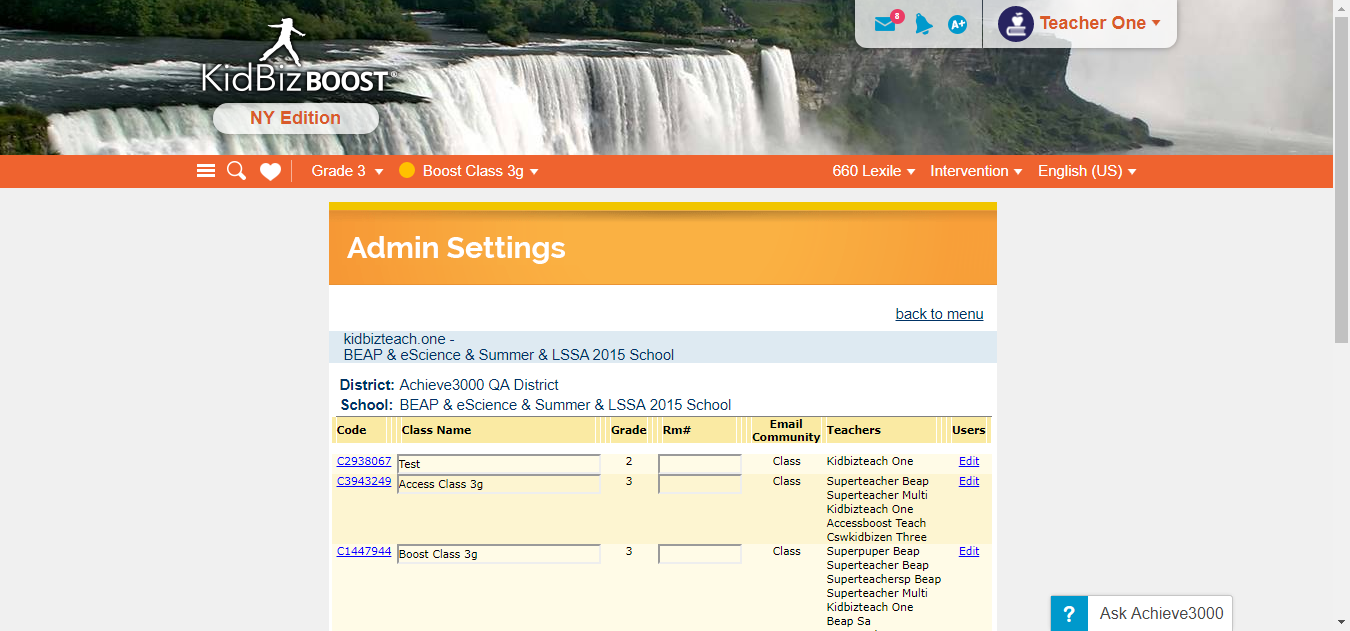 8
Teacher One
KidBizBOOST®
NY Edition
Grade 3
Boost Class 3g
660 Lexile
Intervention
English (US)
Admin Settings
back to menu
kidbizteach.one -
BEAP & eScience & Summer & LSSA 2015 School
District: Achieve3000 QA District
School: BEAP & eScience & Summer & LSSA 2015 School
Code Class Name Grade Rm# Email Community Teachers Users
C2938067 Test 2 Class Kidbizteach One Edit
C3943249 Access Class 3g 3 Class Superteacher Beap Edit
Superteacher Multi
Kidbizteach One
Accessboost Teach
Cswkidbizen Three
C1447944 Boost Class 3g 3 Class Superpuper Beap Edit
Superteacher Beap
Superteachersp Beap
Superteacher Multi
Kidbizteach One
Beap Sa
? Ask Achieve3000
A+